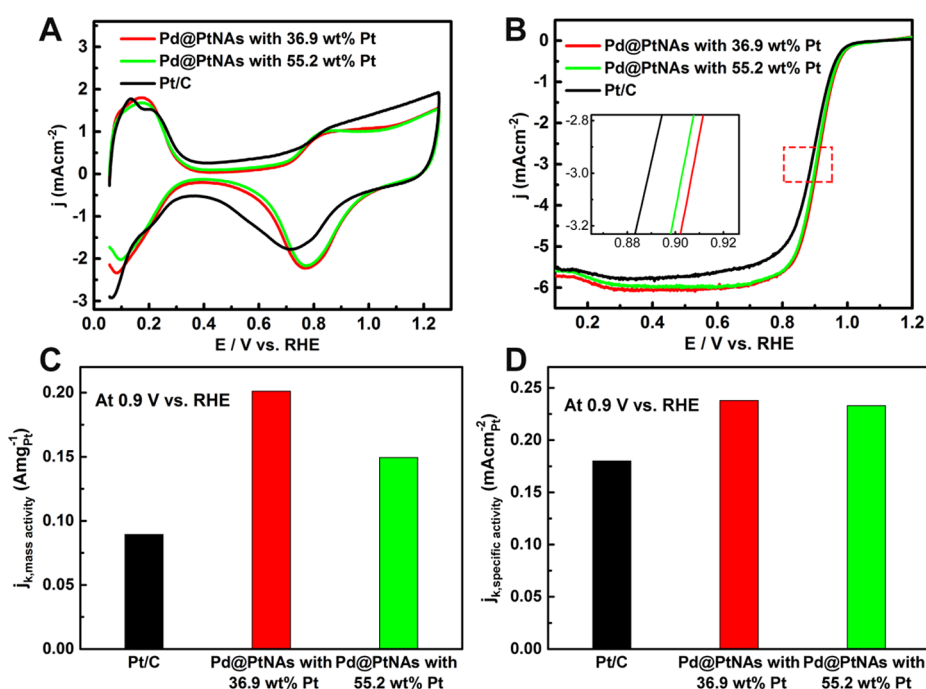 A
Pd@PtNAs with 36.9 wt% Pt
Pd@PtNAs with 55.2 wt% Pt
Pt/C
3
2
1
0
-1
-2
-3
j (mAcm⁻²)
0.0 0.2 0.4 0.6 0.8 1.0 1.2
E / V vs. RHE
B
Pd@PtNAs with 36.9 wt% Pt
Pd@PtNAs with 55.2 wt% Pt
Pt/C
0
-1
-2
-3
-4
-5
-6
j (mAcm⁻²)
-2.8
-3.0
-3.2
0.88 0.90 0.92
0.2 0.4 0.6 0.8 1.0 1.2
E / V vs. RHE
C
At 0.9 V vs. RHE
0.20
0.15
0.10
0.05
0.00
jk,mass activity (Amg⁻¹Pt)
Pt/C
Pd@PtNAs with
36.9 wt% Pt
Pd@PtNAs with
55.2 wt% Pt
D
At 0.9 V vs. RHE
0.25
0.20
0.15
0.10
0.05
0.00
jk,specific activity (mAcm⁻²Pt)
Pt/C
Pd@PtNAs with
36.9 wt% Pt
Pd@PtNAs with
55.2 wt% Pt